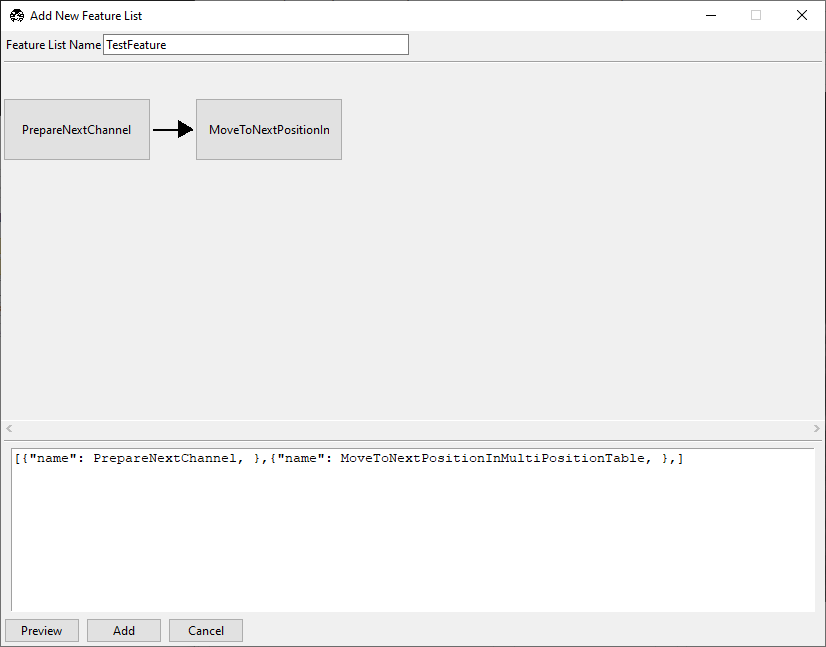 Add New Feature List
Feature List Name TestFeature
PrepareNextChannel MoveToNextPositionIn
[{"name": PrepareNextChannel, },{"name": MoveToNextPositionInMultiPositionTable, },]
Preview Add Cancel